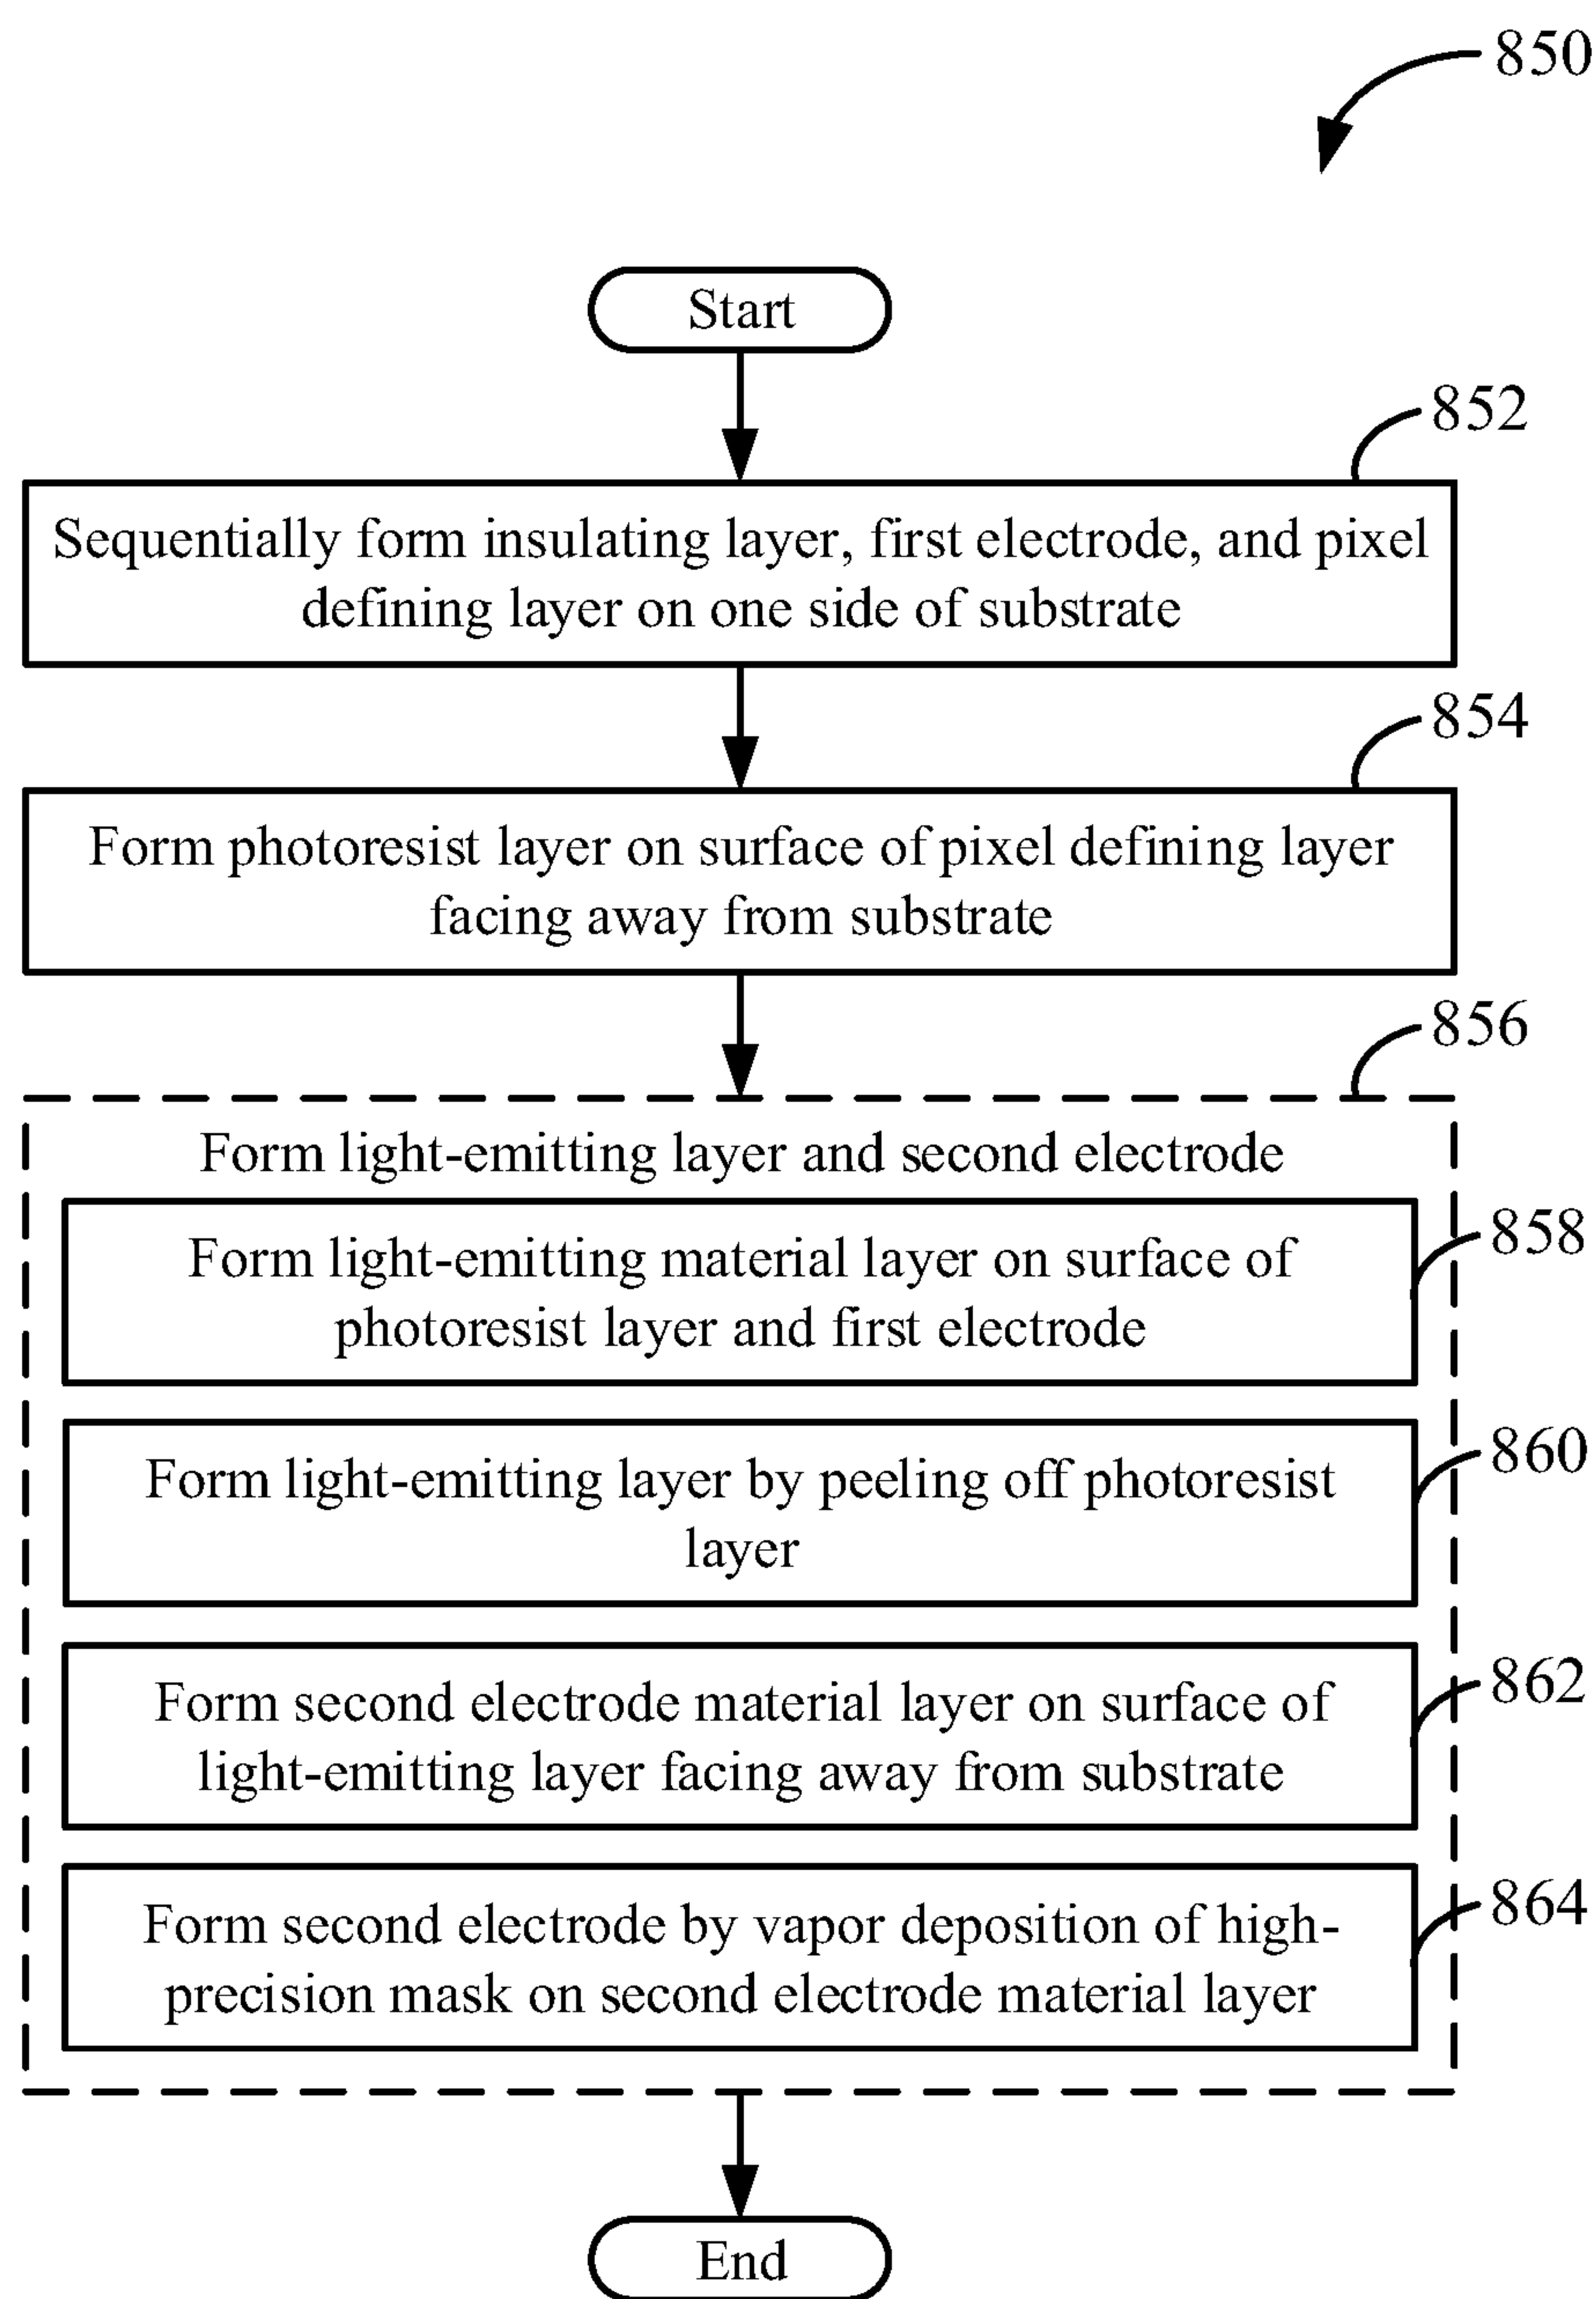 850
Start
852
Sequentially form insulating layer, first electrode, and pixel
defining layer on one side of substrate
854
Form photoresist layer on surface of pixel defining layer
facing away from substrate
856
Form light-emitting layer and second electrode
858
Form light-emitting material layer on surface of
photoresist layer and first electrode
860
Form light-emitting layer by peeling off photoresist
layer
862
Form second electrode material layer on surface of
light-emitting layer facing away from substrate
864
Form second electrode by vapor deposition of high-
precision mask on second electrode material layer
End